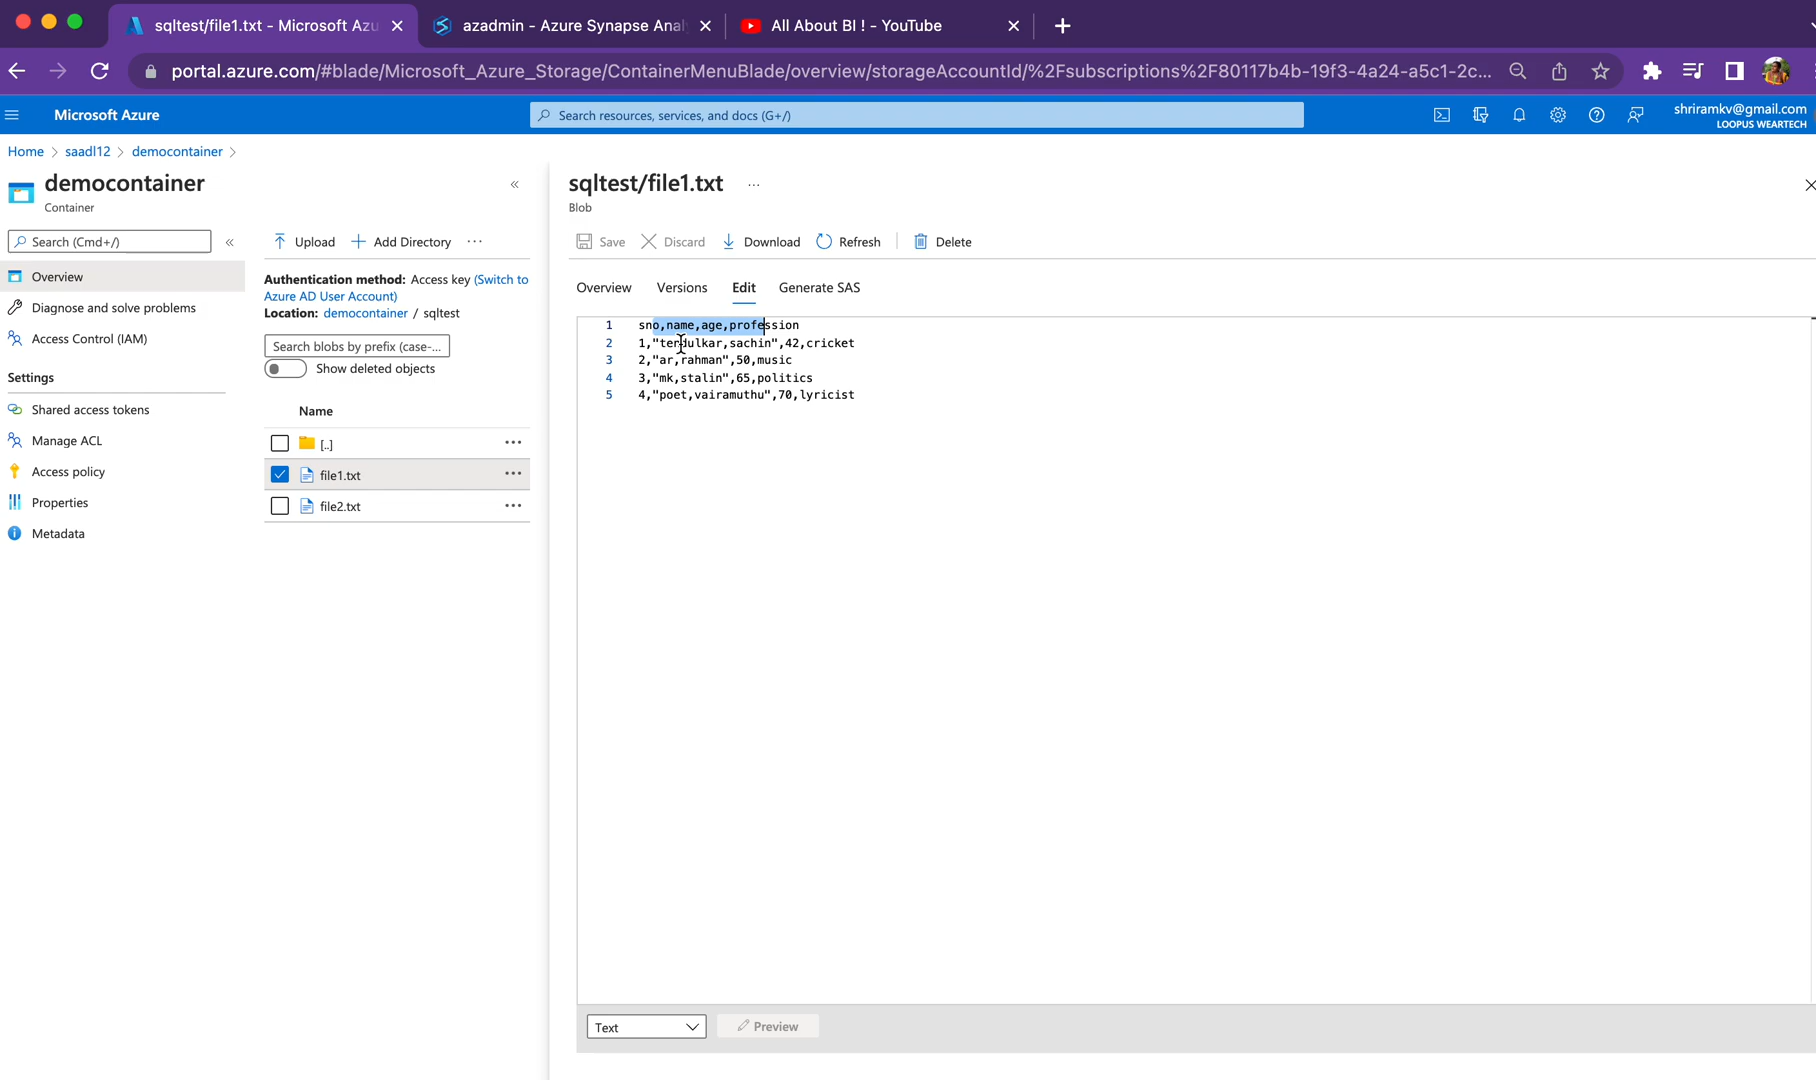 sqltest/file1.txt - Microsoft Azu
azadmin - Azure Synapse Anal
All About BI ! - YouTube
portal.azure.com/#blade/Microsoft_Azure_Storage/ContainerMenuBlade/overview/storageAccountId/%2Fsubscriptions%2F80117b4b-19f3-4a24-a5c1-2c...
Microsoft Azure
Search resources, services, and docs (G+/)
shriramkv@gmail.com
LOOPUS WEARTECH
Home > saadl12 > democontainer >
democontainer
Container
Search (Cmd+/)
Overview
Diagnose and solve problems
Access Control (IAM)
Settings
Shared access tokens
Manage ACL
Access policy
Properties
Metadata
Upload
Add Directory
Authentication method: Access key (Switch to
Azure AD User Account)
Location: democontainer / sqltest
Search blobs by prefix (case-...
Show deleted objects
Name
[..]
file1.txt
file2.txt
sqltest/file1.txt
Blob
Save
Discard
Download
Refresh
Delete
Overview
Versions
Edit
Generate SAS
1 sno,name,age,profession
2 1,"tendulkar,sachin",42,cricket
3 2,"ar,rahman",50,music
4 3,"mk,stalin",65,politics
5 4,"poet,vairamuthu",70,lyricist
Text
Preview